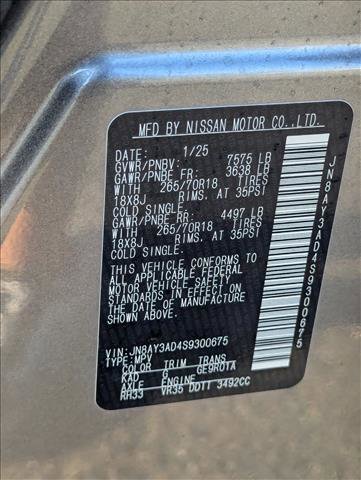 MFD BY NISSAN MOTOR CO.,LTD.
DATE: 1/25
GVWR/PNBV: 7575 LB
GAWR/PNBE FR: 3638 LB
WITH 265/70R18 TIRES
18X8J RIMS. AT 35PSI
COLD SINGLE.
GAWR/PNBE RR: 4497 LB
WITH 265/70R18 TIRES
18X8J RIMS. AT 35PSI
COLD SINGLE.
THIS VEHICLE CONFORMS TO
ALL APPLICABLE FEDERAL
MOTOR VEHICLE SAFETY
STANDARDS IN EFFECT ON
THE DATE OF MANUFACTURE
SHOWN ABOVE.
VIN: JN8AY3AD4S9300675
TYPE: MPV
COLOR TRIM TRANS
KAD G GE9R01A
AXLE ENGINE
RH33 VR35 DDTT 3492CC
JN8AY3AD4S9300675